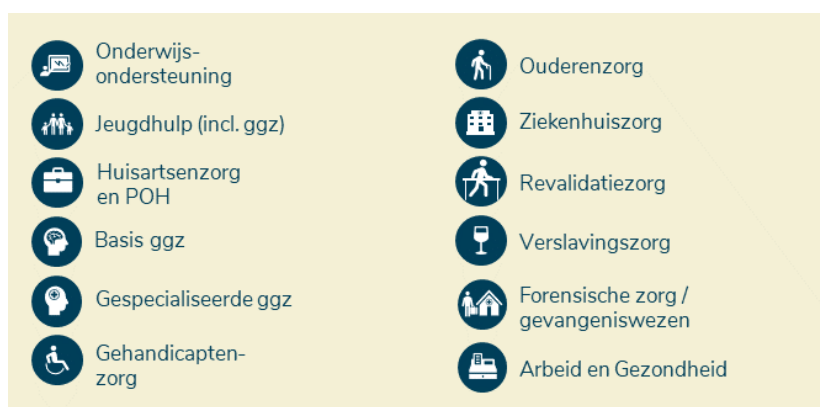 Onderwijs-
ondersteuning
Jeugdhulp (incl. ggz)
Huisartsenzorg
en POH
Basis ggz
Gespecialiseerde ggz
Gehandicapten-
zorg
Ouderenzorg
Ziekenhuiszorg
Revalidatiezorg
Verslavingszorg
Forensische zorg /
gevangeniswezen
Arbeid en Gezondheid